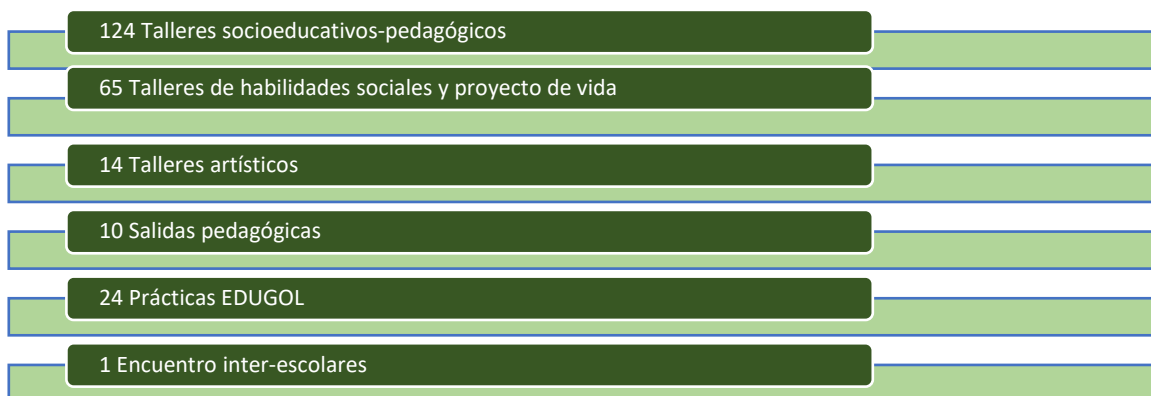 124 Talleres socioeducativos-pedagógicos
65 Talleres de habilidades sociales y proyecto de vida
14 Talleres artísticos
10 Salidas pedagógicas
24 Prácticas EDUGOL
1 Encuentro inter-escolares